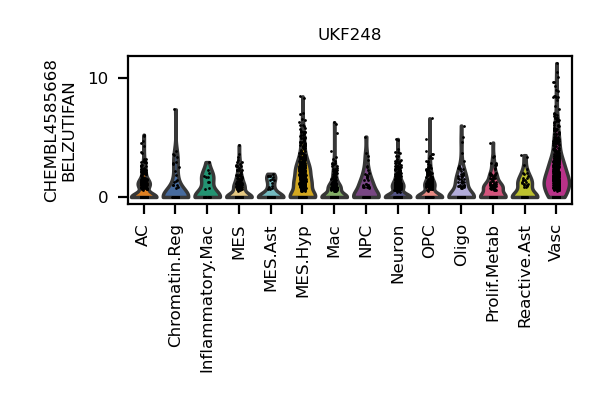 UKF248
CHEMBL4585668
BELZUTIFAN
10
0
AC
Chromatin.Reg
Inflammatory.Mac
MES
MES.Ast
MES.Hyp
Mac
NPC
Neuron
OPC
Oligo
Prolif.Metab
Reactive.Ast
Vasc